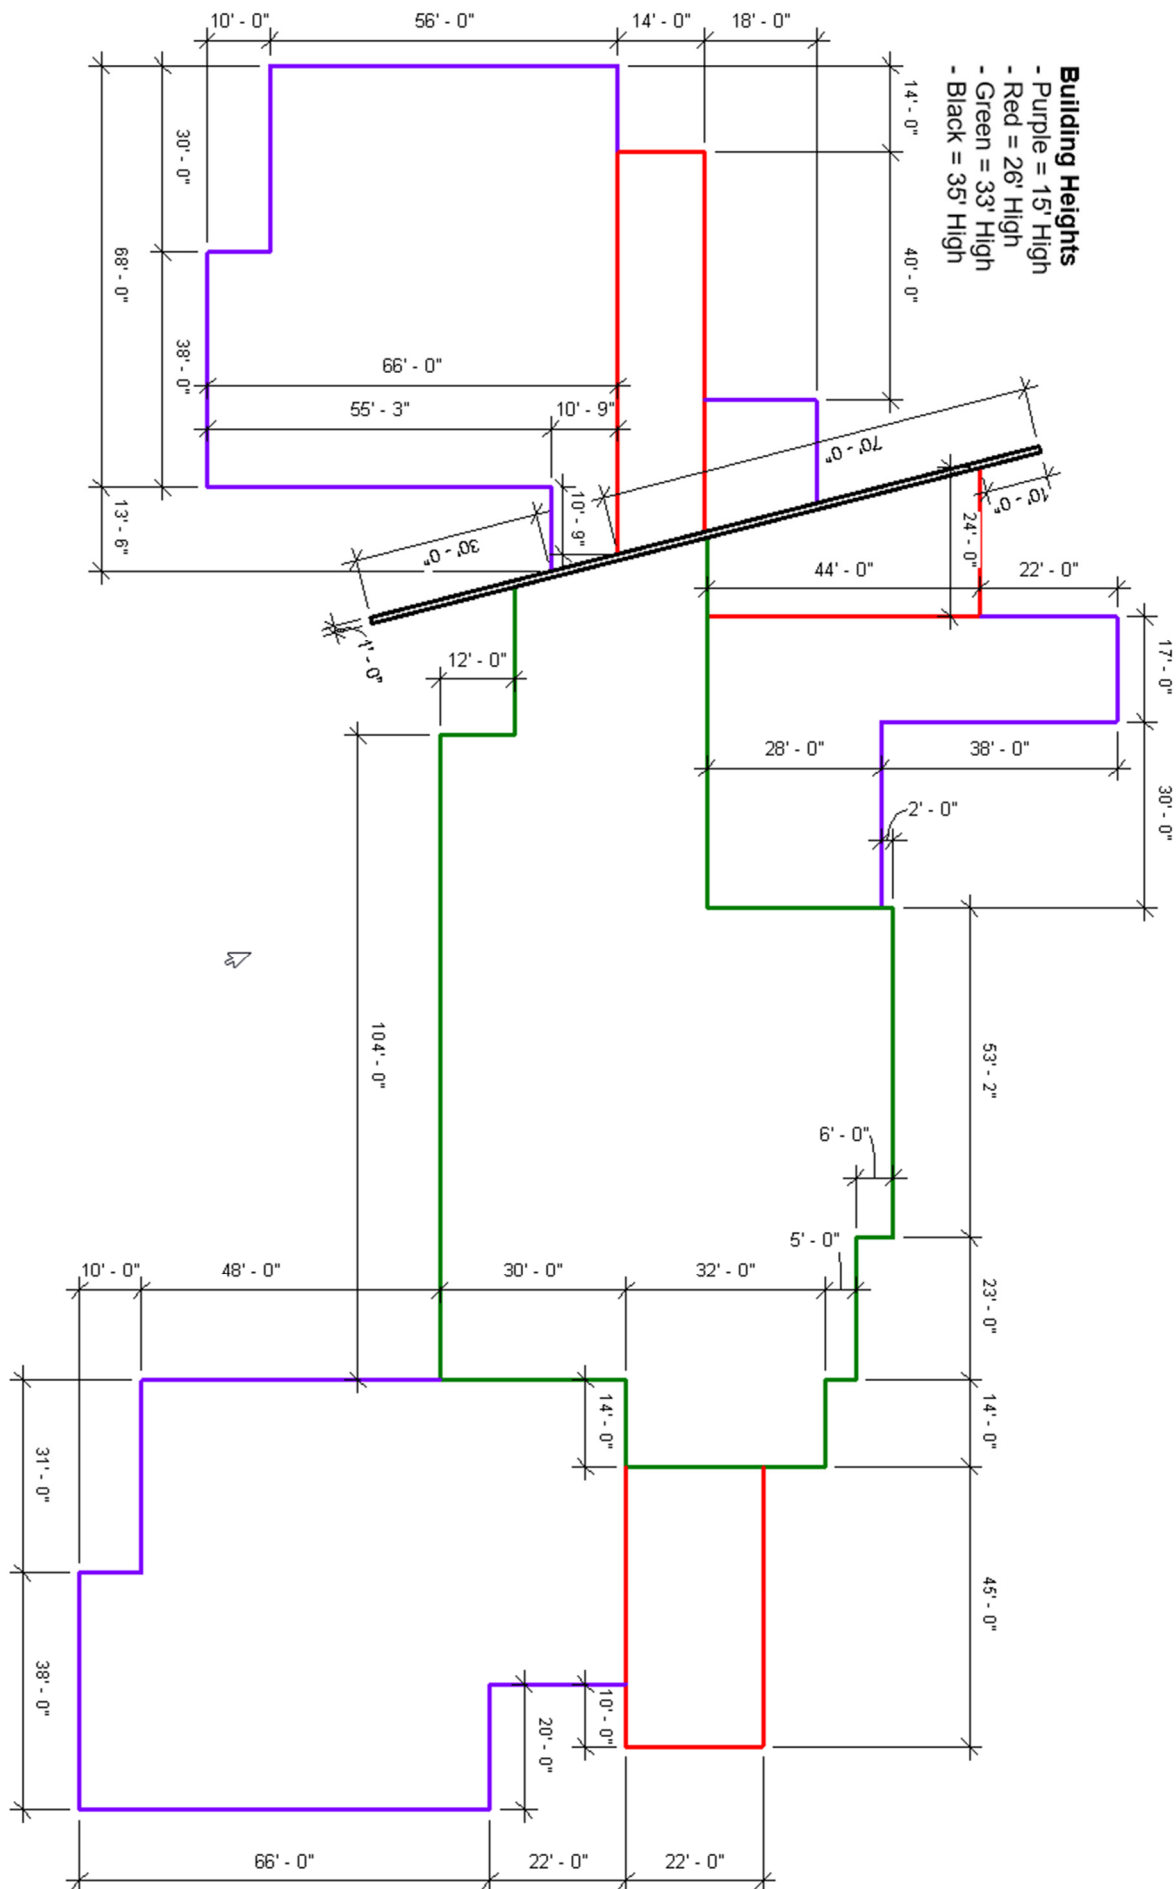 Building Heights
- Purple = 15' High
- Red = 26' High
- Green = 33' High
- Black = 35' High
10' - 0"
56' - 0"
14' - 0"
18' - 0"
14' - 0"
30' - 0"
68' - 0"
40' - 0"
38' - 0"
66' - 0"
55' - 3"
10' - 9"
70' - 0"
10' - 0"
13' - 6"
10' - 9"
30' - 0"
24' - 0"
44' - 0"
22' - 0"
1' - 0"
12' - 0"
17' - 0"
28' - 0"
38' - 0"
30' - 0"
2' - 0"
104' - 0"
53' - 2"
6' - 0"
5' - 0"
10' - 0"
48' - 0"
30' - 0"
32' - 0"
23' - 0"
14' - 0"
14' - 0"
31' - 0"
45' - 0"
38' - 0"
20' - 0"
10' - 0"
66' - 0"
22' - 0"
22' - 0"